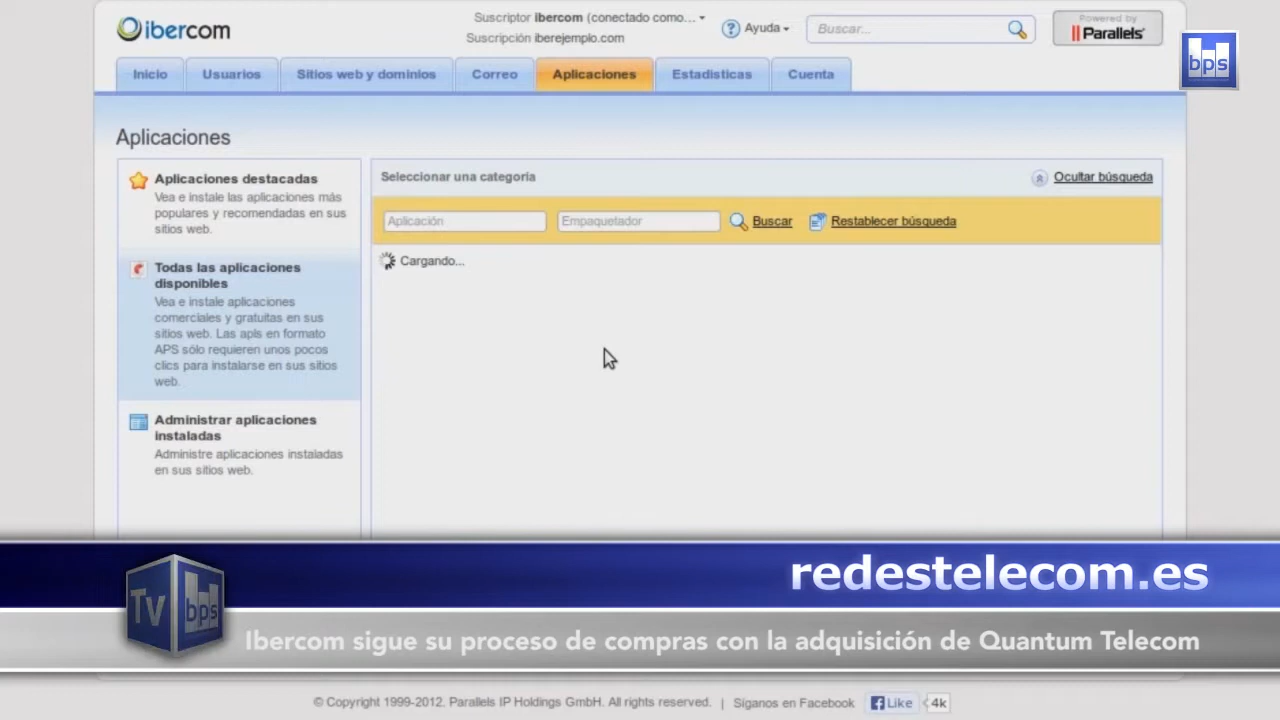 ibercom
Suscriptor ibercom (conectado como...
Suscripción iberejemplo.com
Ayuda
Buscar...
Powered by
Parallels
bps
Inicio
Usuarios
Sitios web y dominios
Correo
Aplicaciones
Estadísticas
Cuenta
Aplicaciones
Aplicaciones destacadas
Vea e instale las aplicaciones más
populares y recomendadas en sus
sitios web.
Todas las aplicaciones
disponibles
Vea e instale aplicaciones
comerciales y gratuitas en sus
sitios web. Las apls en formato
APS sólo requieren unos pocos
clics para instalarse en sus sitios
web.
Administrar aplicaciones
instaladas
Administre aplicaciones instaladas
en sus sitios web.
Seleccionar una categoría
Ocultar búsqueda
Aplicación
Empaquetador
Buscar
Restablecer búsqueda
Cargando...
redestelecom.es
Tv bps
Ibercom sigue su proceso de compras con la adquisición de Quantum Telecom
© Copyright 1999-2012. Parallels IP Holdings GmbH. All rights reserved. | Síganos en Facebook
Like
4k